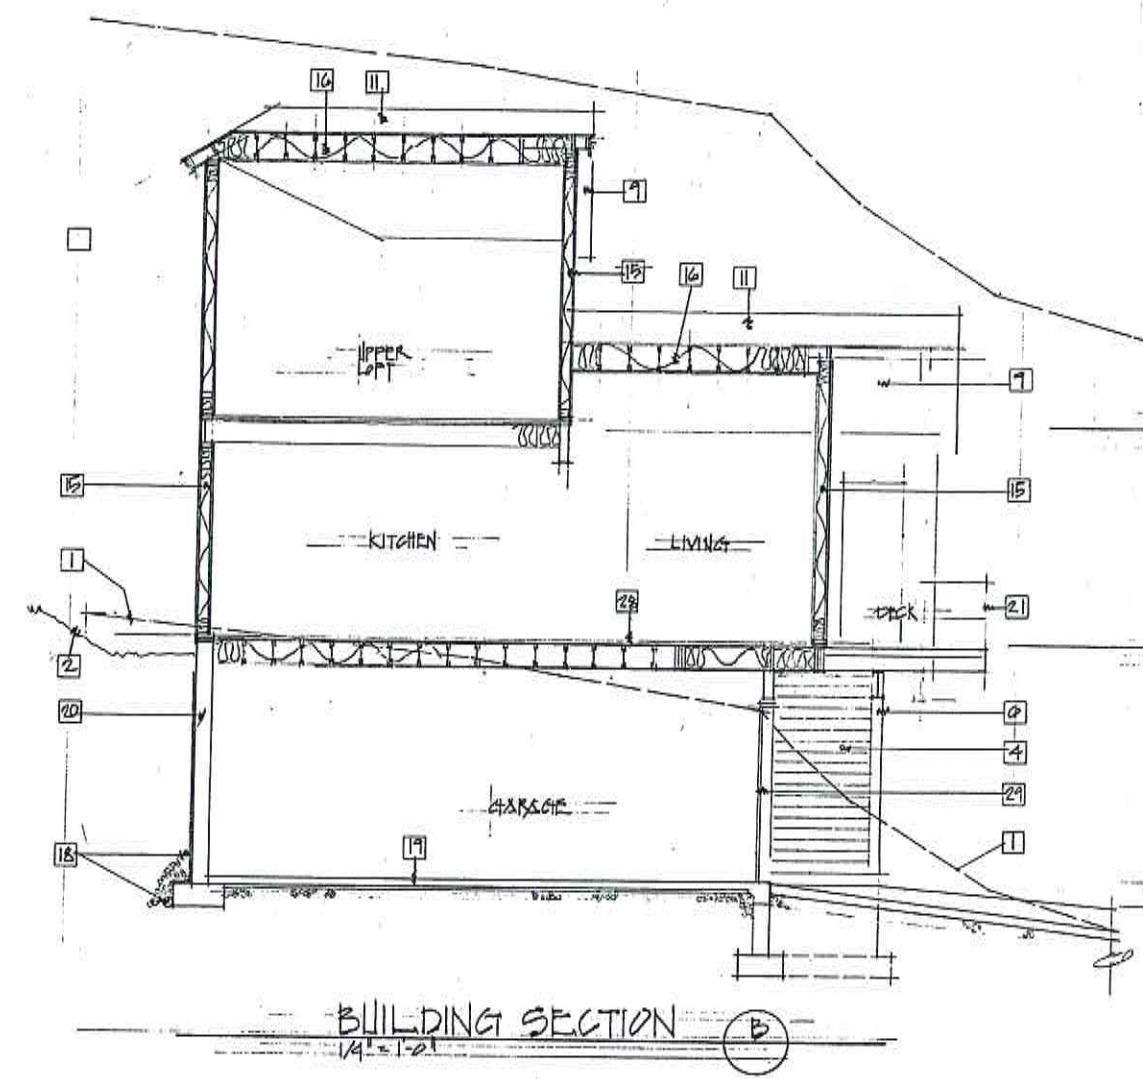 16 11
9
15 16 11
UPPER
LOFT
9
15 15
KITCHEN LIVING
1
28
DECK 21
2
20
4
29
GARAGE
19 1
18
BUILDING SECTION B
1/4" = 1'-0"